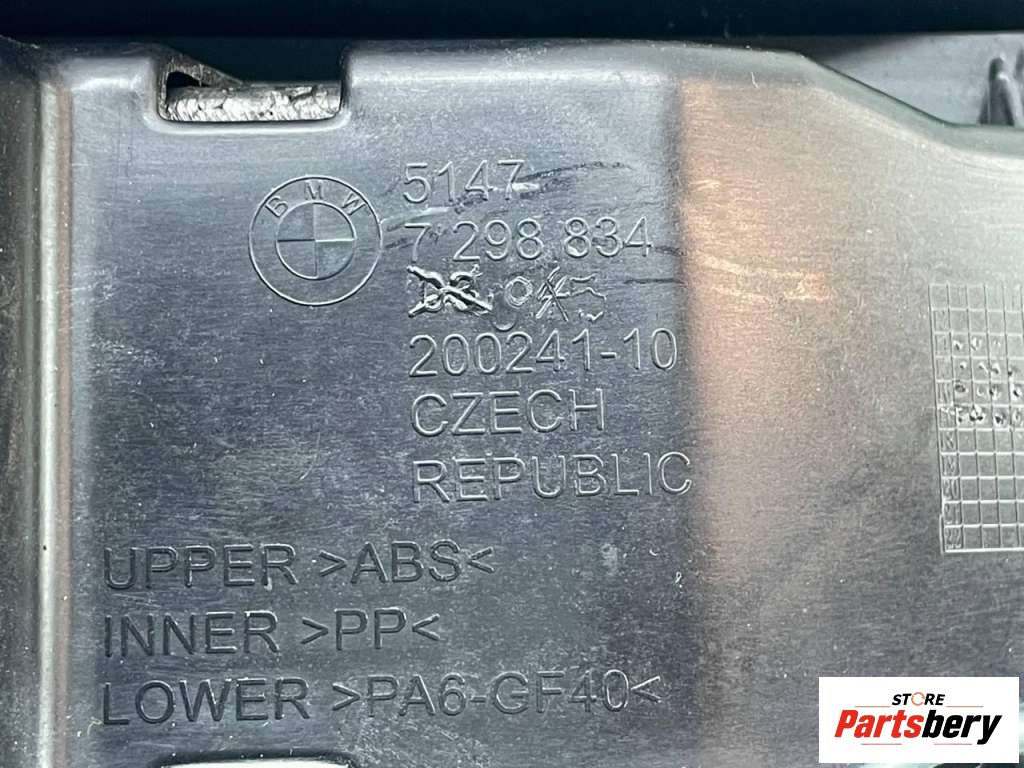 BMW
5147
7 298 834
200241-10
CZECH
REPUBLIC
UPPER >ABS<
INNER >PP<
LOWER >PA6-GF40<
STORE
Partsbery